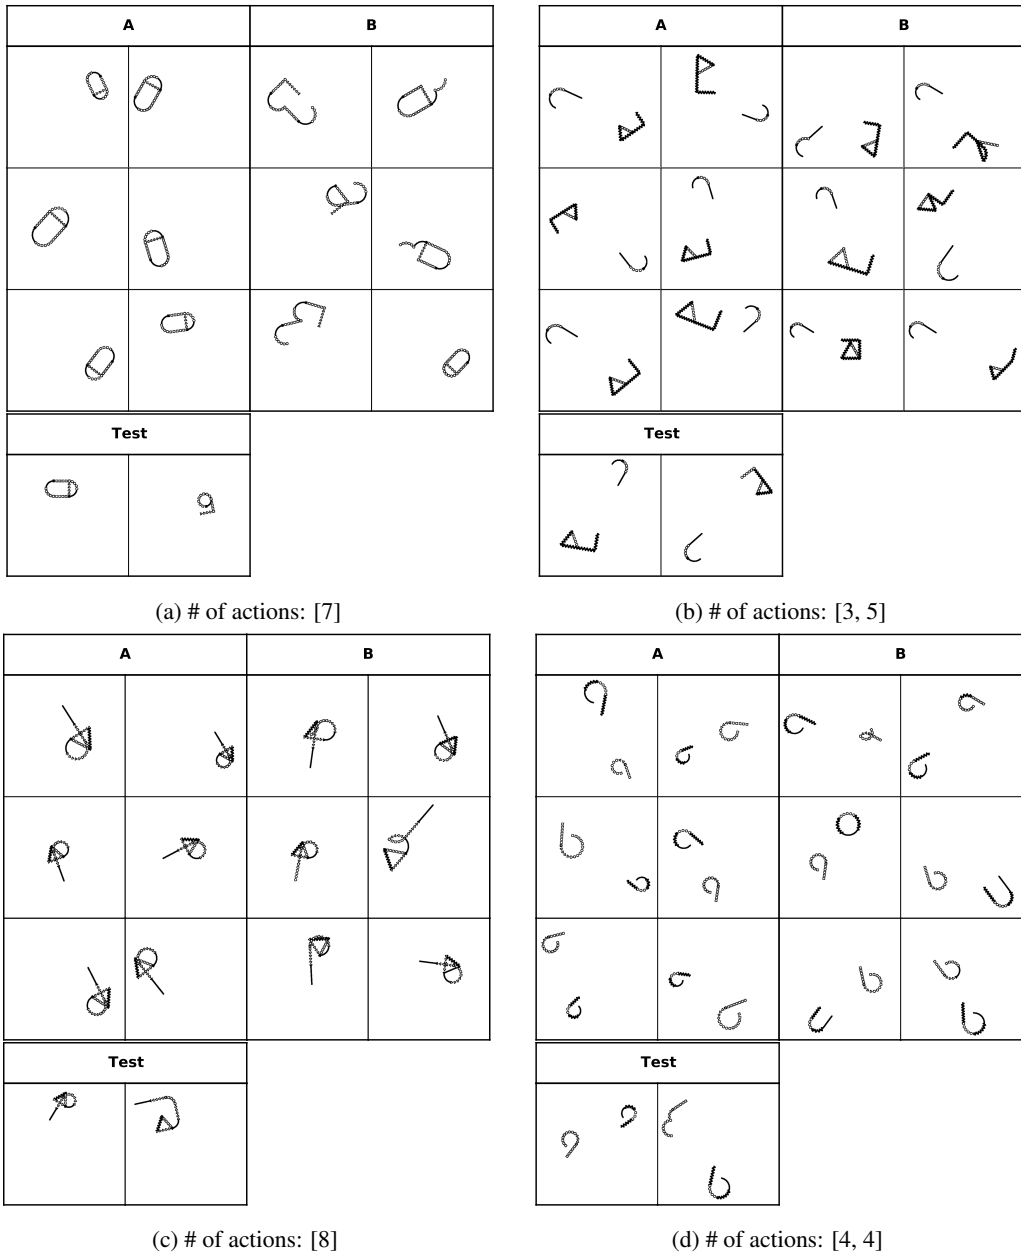 A B
A B
Test
Test
(a) # of actions: [7]
(b) # of actions: [3, 5]
A B
A B
Test
Test
(c) # of actions: [8]
(d) # of actions: [4, 4]